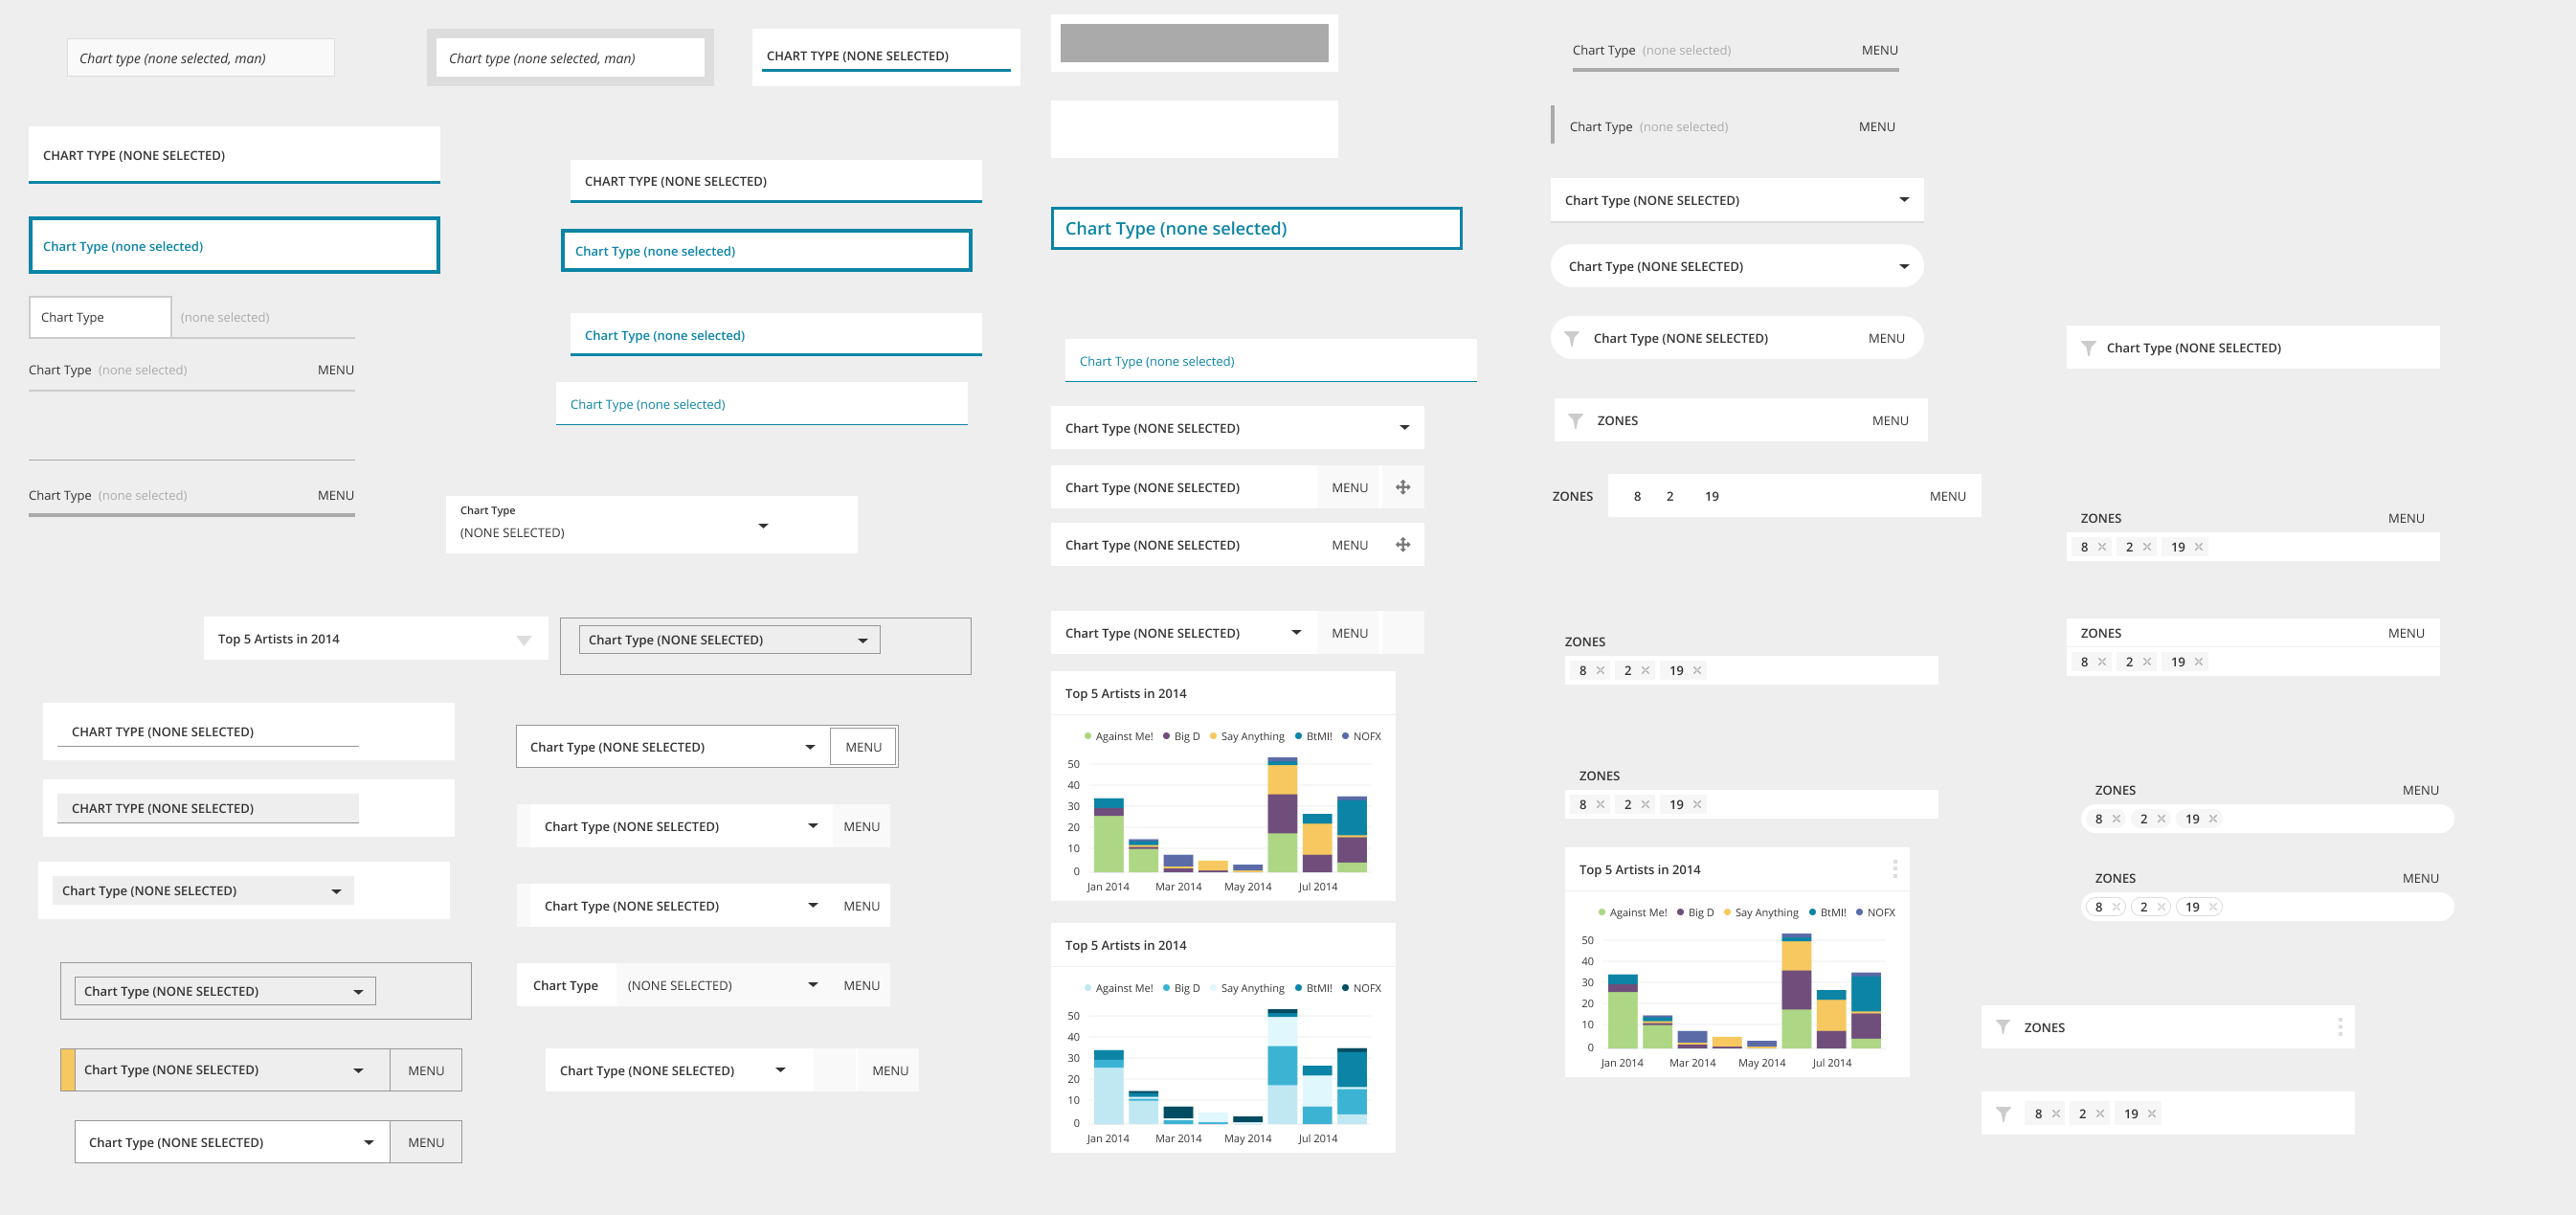 Chart type (none selected, man)
Chart type (none selected, man)
CHART TYPE (NONE SELECTED)
CHART TYPE (NONE SELECTED)
Chart Type (none selected)
Chart Type (none selected)
Chart Type (none selected) MENU
Chart Type (none selected) MENU
CHART TYPE (NONE SELECTED)
Chart Type (none selected)
Chart Type (none selected)
Chart Type (none selected)
Chart Type
(NONE SELECTED)
Top 5 Artists in 2014
Chart Type (NONE SELECTED)
CHART TYPE (NONE SELECTED)
CHART TYPE (NONE SELECTED)
Chart Type (NONE SELECTED)
Chart Type (NONE SELECTED)
Chart Type (NONE SELECTED) MENU
Chart Type (NONE SELECTED) MENU
Chart Type (NONE SELECTED) MENU
Chart Type (NONE SELECTED) MENU
Chart Type (NONE SELECTED) MENU
Chart Type (NONE SELECTED) MENU
Chart Type (NONE SELECTED) MENU
Chart Type (none selected)
Chart Type (none selected)
Chart Type (NONE SELECTED)
Chart Type (NONE SELECTED) MENU
Chart Type (NONE SELECTED) MENU
Chart Type (NONE SELECTED) MENU
Top 5 Artists in 2014
Against Me! Big D Say Anything BtMI! NOFX
50
40
30
20
10
0
Jan 2014 Mar 2014 May 2014 Jul 2014
Top 5 Artists in 2014
Against Me! Big D Say Anything BtMI! NOFX
50
40
30
20
10
0
Jan 2014 Mar 2014 May 2014 Jul 2014
Chart Type (none selected) MENU
Chart Type (none selected) MENU
Chart Type (NONE SELECTED)
Chart Type (NONE SELECTED)
Chart Type (NONE SELECTED) MENU
ZONES MENU
ZONES 8 2 19 MENU
ZONES
8 2 19
ZONES
8 2 19
Top 5 Artists in 2014
Against Me! Big D Say Anything BtMI! NOFX
50
40
30
20
10
0
Jan 2014 Mar 2014 May 2014 Jul 2014
Chart Type (NONE SELECTED)
ZONES MENU
8 2 19
ZONES MENU
8 2 19
ZONES MENU
8 2 19
ZONES MENU
8 2 19
ZONES
8 2 19